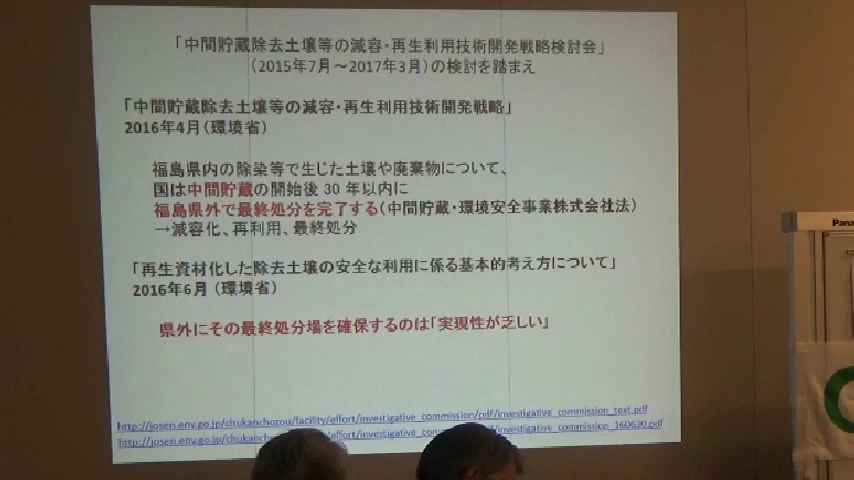 「中間貯蔵除去土壌等の減容・再生利用技術開発戦略検討会」
（2015年7月～2017年3月）の検討を踏まえ
「中間貯蔵除去土壌等の減容・再生利用技術開発戦略」
2016年4月（環境省）
福島県内の除染等で生じた土壌や廃棄物について、
国は中間貯蔵の開始後 30 年以内に
福島県外で最終処分を完了する（中間貯蔵・環境安全事業株式会社法）
→減容化、再利用、最終処分
「再生資材化した除去土壌の安全な利用に係る基本的考え方について」
2016年6月（環境省）
県外にその最終処分場を確保するのは「実現性が乏しい」
http://josen.env.go.jp/chukanchozou/facility/effort/investigative_commission/pdf/investigative_commission_text.pdf
http://josen.env.go.jp/chukancho effort/investigative_com investigative_commission_160630.pdf
Pana